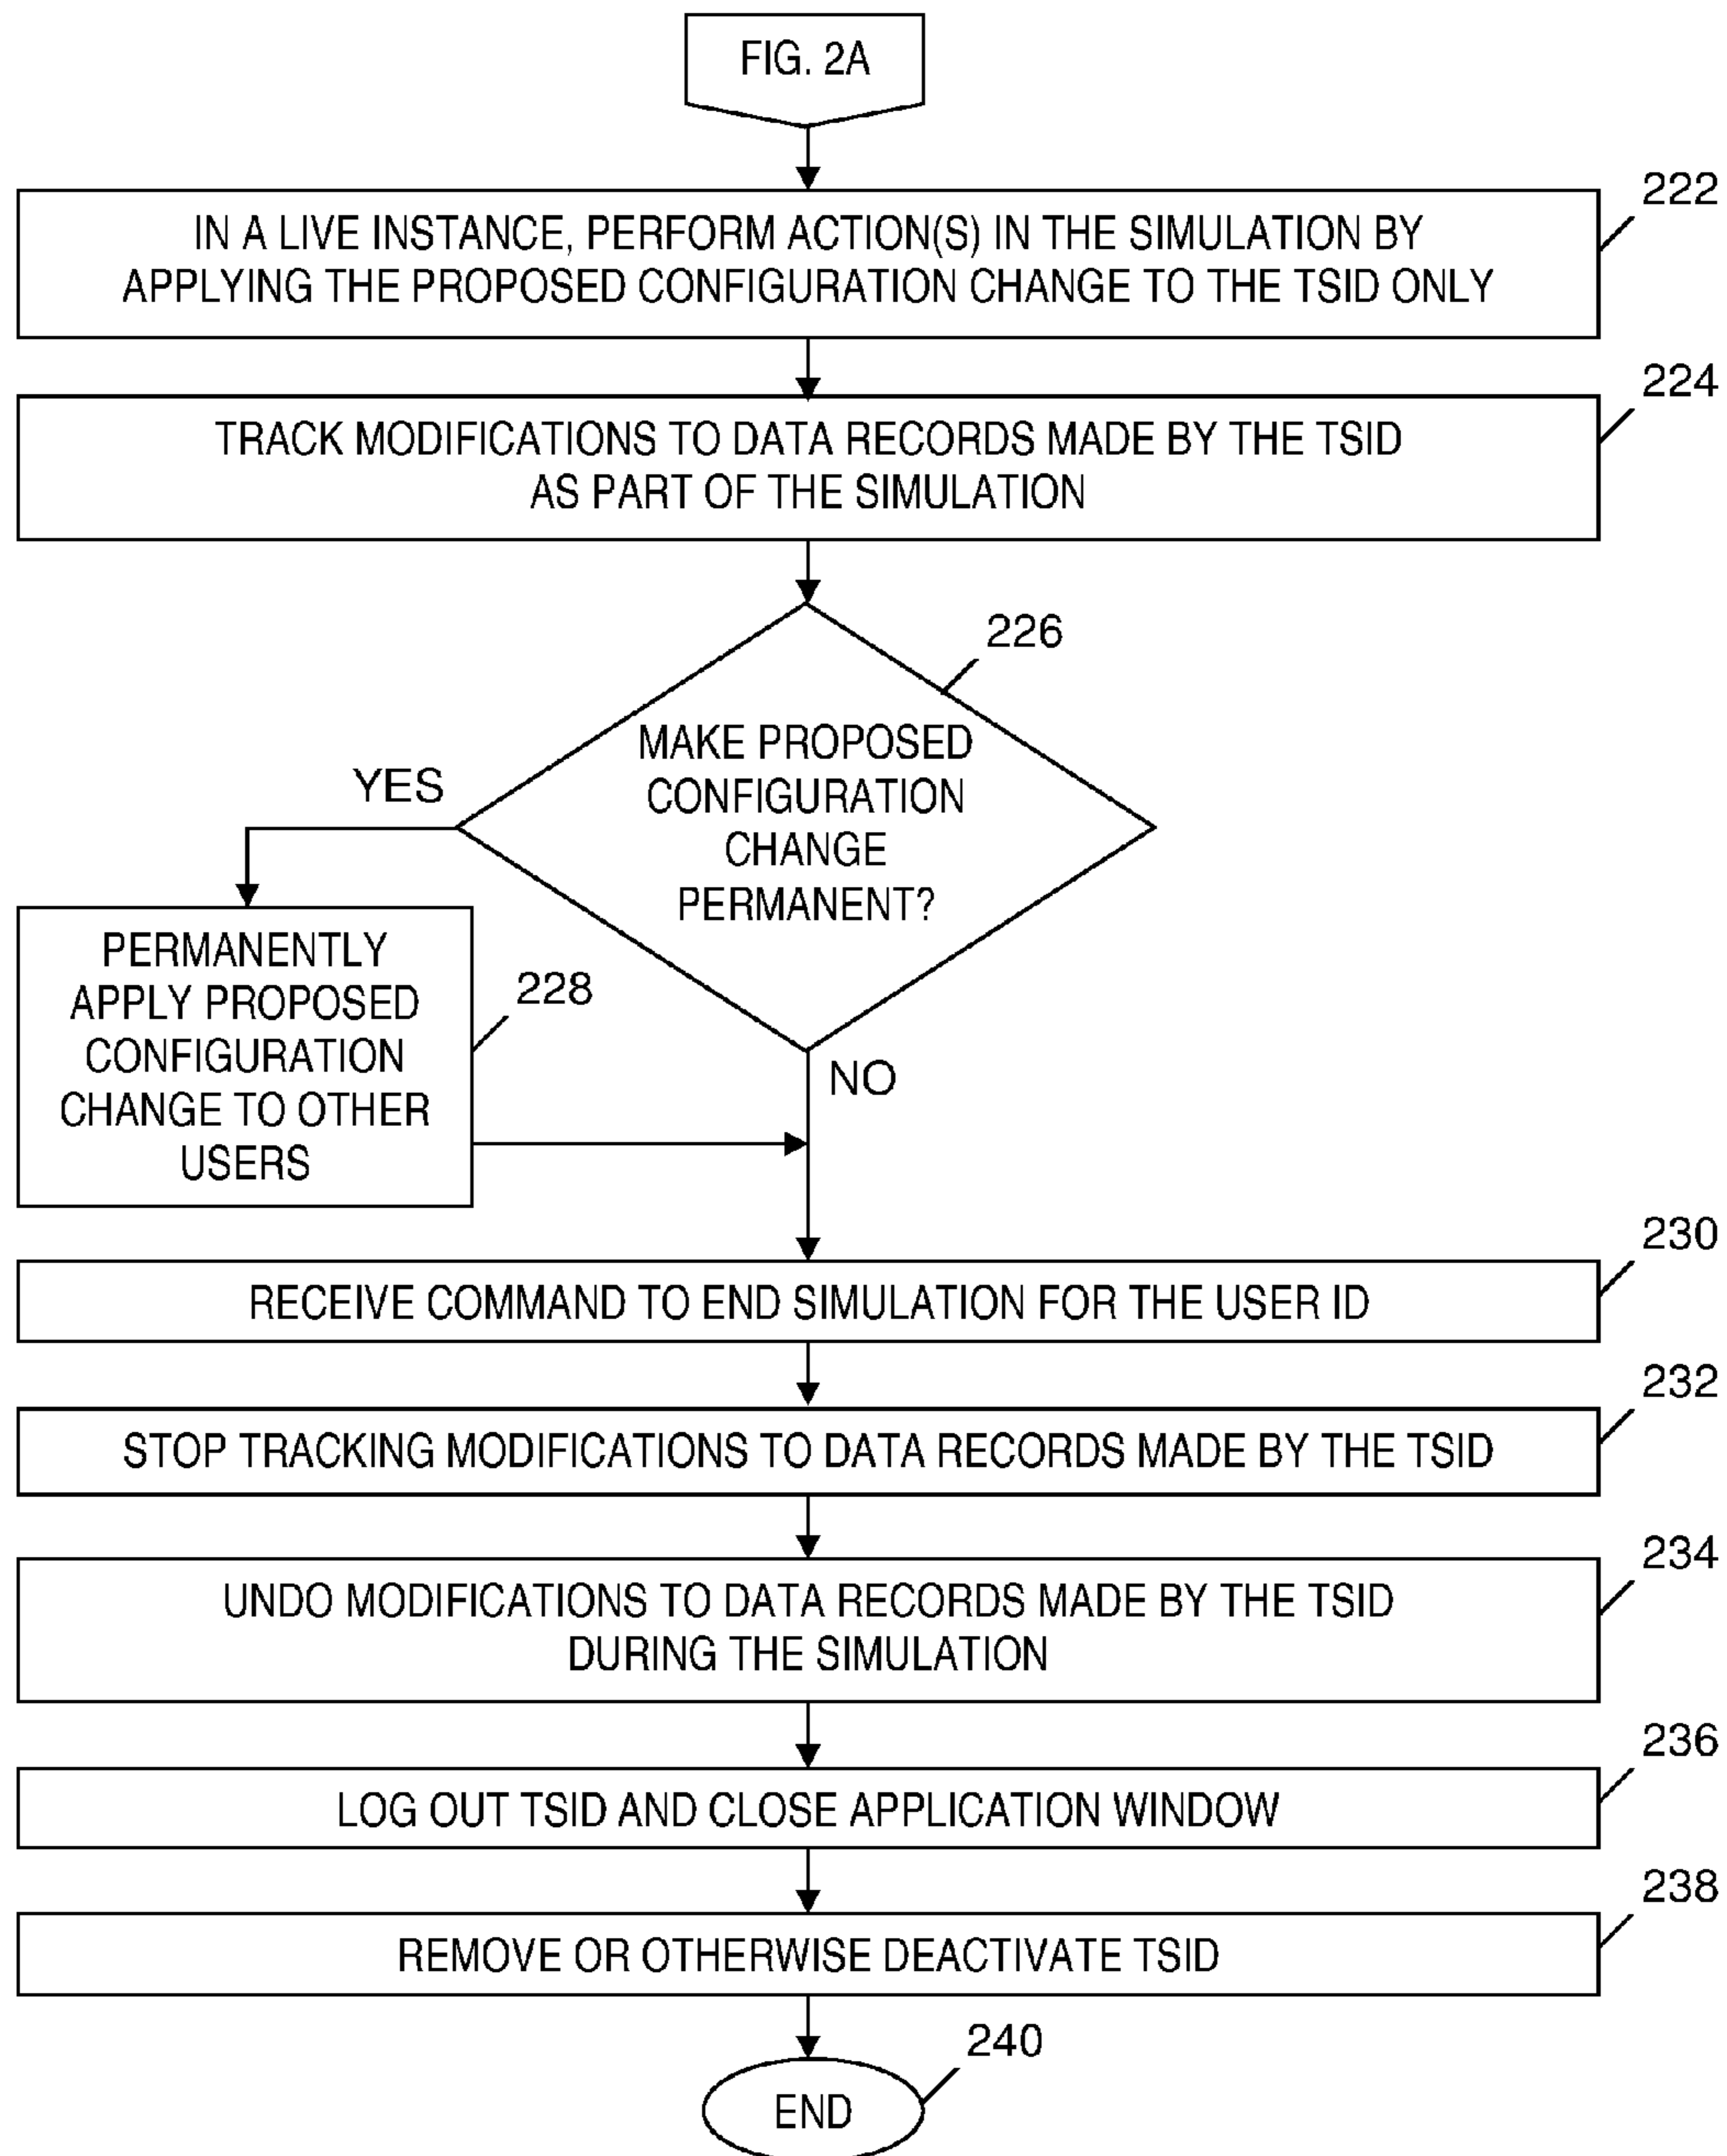 FIG. 2A
222
IN A LIVE INSTANCE, PERFORM ACTION(S) IN THE SIMULATION BY
APPLYING THE PROPOSED CONFIGURATION CHANGE TO THE TSID ONLY
224
TRACK MODIFICATIONS TO DATA RECORDS MADE BY THE TSID
AS PART OF THE SIMULATION
226
MAKE PROPOSED
CONFIGURATION
CHANGE
PERMANENT?
YES
NO
PERMANENTLY
APPLY PROPOSED
CONFIGURATION
CHANGE TO OTHER
USERS
228
230
RECEIVE COMMAND TO END SIMULATION FOR THE USER ID
232
STOP TRACKING MODIFICATIONS TO DATA RECORDS MADE BY THE TSID
234
UNDO MODIFICATIONS TO DATA RECORDS MADE BY THE TSID
DURING THE SIMULATION
236
LOG OUT TSID AND CLOSE APPLICATION WINDOW
238
REMOVE OR OTHERWISE DEACTIVATE TSID
240
END